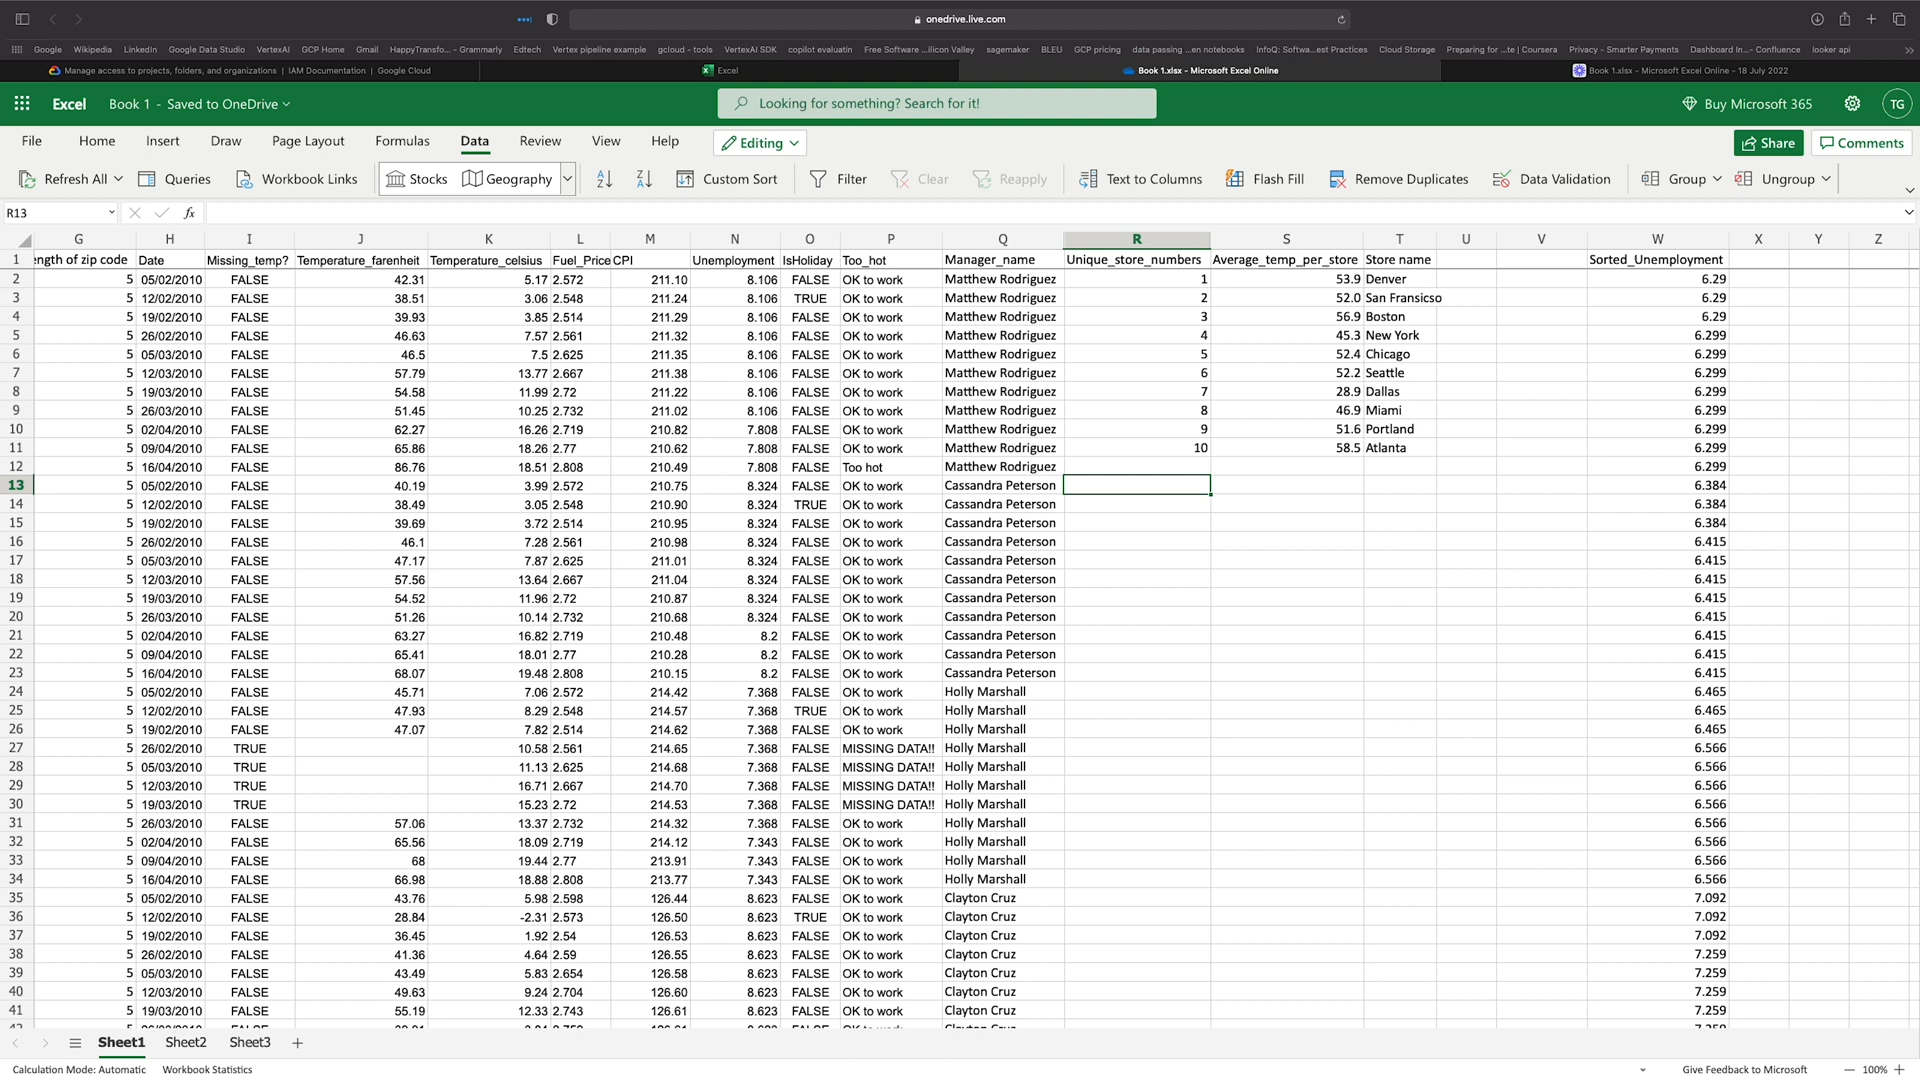 onedrive.live.com
Google Wikipedia LinkedIn Google Data Studio VertexAI GCP Home Gmail HappyTransfo... - Grammarly Edtech Vertex pipeline example gcloud - tools VertexAI SDK copilot evaluatin Free Software ...ilicon Valley sagemaker BLEU GCP pricing data passing ...en notebooks InfoQ: Softwa...est Practices Cloud Storage Preparing for ...te | Coursera Privacy - Smarter Payments Dashboard In...- Confluence looker api
Manage access to projects, folders, and organizations | IAM Documentation | Google Cloud Excel Book 1.xlsx - Microsoft Excel Online Book 1.xlsx - Microsoft Excel Online - 18 July 2022
Excel Book 1 - Saved to OneDrive Looking for something? Search for it! Buy Microsoft 365 TG
File Home Insert Draw Page Layout Formulas Data Review View Help Editing Share Comments
Refresh All Queries Workbook Links Stocks Geography Custom Sort Filter Clear Reapply Text to Columns Flash Fill Remove Duplicates Data Validation Group Ungroup
R13 fx
G H I J K L M N O P Q R S T U V W X Y Z
1 ength of zip code Date Missing_temp? Temperature_farenheit Temperature_celsius Fuel_Price CPI Unemployment IsHoliday Too_hot Manager_name Unique_store_numbers Average_temp_per_store Store name Sorted_Unemployment
2 5 05/02/2010 FALSE 42.31 5.17 2.572 211.10 8.106 FALSE OK to work Matthew Rodriguez 1 53.9 Denver 6.29
3 5 12/02/2010 FALSE 38.51 3.06 2.548 211.24 8.106 TRUE OK to work Matthew Rodriguez 2 52.0 San Fransicso 6.29
4 5 19/02/2010 FALSE 39.93 3.85 2.514 211.29 8.106 FALSE OK to work Matthew Rodriguez 3 56.9 Boston 6.29
5 5 26/02/2010 FALSE 46.63 7.57 2.561 211.32 8.106 FALSE OK to work Matthew Rodriguez 4 45.3 New York 6.299
6 5 05/03/2010 FALSE 46.5 7.5 2.625 211.35 8.106 FALSE OK to work Matthew Rodriguez 5 52.4 Chicago 6.299
7 5 12/03/2010 FALSE 57.79 13.77 2.667 211.38 8.106 FALSE OK to work Matthew Rodriguez 6 52.2 Seattle 6.299
8 5 19/03/2010 FALSE 54.58 11.99 2.72 211.22 8.106 FALSE OK to work Matthew Rodriguez 7 28.9 Dallas 6.299
9 5 26/03/2010 FALSE 51.45 10.25 2.732 211.02 8.106 FALSE OK to work Matthew Rodriguez 8 46.9 Miami 6.299
10 5 02/04/2010 FALSE 62.27 16.26 2.719 210.82 7.808 FALSE OK to work Matthew Rodriguez 9 51.6 Portland 6.299
11 5 09/04/2010 FALSE 65.86 18.26 2.77 210.62 7.808 FALSE OK to work Matthew Rodriguez 10 58.5 Atlanta 6.299
12 5 16/04/2010 FALSE 86.76 18.51 2.808 210.49 7.808 FALSE Too hot Matthew Rodriguez 6.299
13 5 05/02/2010 FALSE 40.19 3.99 2.572 210.75 8.324 FALSE OK to work Cassandra Peterson 6.384
14 5 12/02/2010 FALSE 38.49 3.05 2.548 210.90 8.324 TRUE OK to work Cassandra Peterson 6.384
15 5 19/02/2010 FALSE 39.69 3.72 2.514 210.95 8.324 FALSE OK to work Cassandra Peterson 6.384
16 5 26/02/2010 FALSE 46.1 7.28 2.561 210.98 8.324 FALSE OK to work Cassandra Peterson 6.415
17 5 05/03/2010 FALSE 47.17 7.87 2.625 211.01 8.324 FALSE OK to work Cassandra Peterson 6.415
18 5 12/03/2010 FALSE 57.56 13.64 2.667 211.04 8.324 FALSE OK to work Cassandra Peterson 6.415
19 5 19/03/2010 FALSE 54.52 11.96 2.72 210.87 8.324 FALSE OK to work Cassandra Peterson 6.415
20 5 26/03/2010 FALSE 51.26 10.14 2.732 210.68 8.324 FALSE OK to work Cassandra Peterson 6.415
21 5 02/04/2010 FALSE 63.27 16.82 2.719 210.48 8.2 FALSE OK to work Cassandra Peterson 6.415
22 5 09/04/2010 FALSE 65.41 18.01 2.77 210.28 8.2 FALSE OK to work Cassandra Peterson 6.415
23 5 16/04/2010 FALSE 68.07 19.48 2.808 210.15 8.2 FALSE OK to work Cassandra Peterson 6.415
24 5 05/02/2010 FALSE 45.71 7.06 2.572 214.42 7.368 FALSE OK to work Holly Marshall 6.465
25 5 12/02/2010 FALSE 47.93 8.29 2.548 214.57 7.368 TRUE OK to work Holly Marshall 6.465
26 5 19/02/2010 FALSE 47.07 7.82 2.514 214.62 7.368 FALSE OK to work Holly Marshall 6.465
27 5 26/02/2010 TRUE 10.58 2.561 214.65 7.368 FALSE MISSING DATA!! Holly Marshall 6.566
28 5 05/03/2010 TRUE 11.13 2.625 214.68 7.368 FALSE MISSING DATA!! Holly Marshall 6.566
29 5 12/03/2010 TRUE 16.71 2.667 214.70 7.368 FALSE MISSING DATA!! Holly Marshall 6.566
30 5 19/03/2010 TRUE 15.23 2.72 214.53 7.368 FALSE MISSING DATA!! Holly Marshall 6.566
31 5 26/03/2010 FALSE 57.06 13.37 2.732 214.32 7.368 FALSE OK to work Holly Marshall 6.566
32 5 02/04/2010 FALSE 65.56 18.09 2.719 214.12 7.343 FALSE OK to work Holly Marshall 6.566
33 5 09/04/2010 FALSE 68 19.44 2.77 213.91 7.343 FALSE OK to work Holly Marshall 6.566
34 5 16/04/2010 FALSE 66.98 18.88 2.808 213.77 7.343 FALSE OK to work Holly Marshall 6.566
35 5 05/02/2010 FALSE 43.76 5.98 2.598 126.44 8.623 FALSE OK to work Clayton Cruz 7.092
36 5 12/02/2010 FALSE 28.84 -2.31 2.573 126.50 8.623 TRUE OK to work Clayton Cruz 7.092
37 5 19/02/2010 FALSE 36.45 1.92 2.54 126.53 8.623 FALSE OK to work Clayton Cruz 7.092
38 5 26/02/2010 FALSE 41.36 4.64 2.59 126.55 8.623 FALSE OK to work Clayton Cruz 7.259
39 5 05/03/2010 FALSE 43.49 5.83 2.654 126.58 8.623 FALSE OK to work Clayton Cruz 7.259
40 5 12/03/2010 FALSE 49.63 9.24 2.704 126.60 8.623 FALSE OK to work Clayton Cruz 7.259
41 5 19/03/2010 FALSE 55.19 12.33 2.743 126.61 8.623 FALSE OK to work Clayton Cruz 7.259
Sheet1 Sheet2 Sheet3
Calculation Mode: Automatic Workbook Statistics Give Feedback to Microsoft 100%